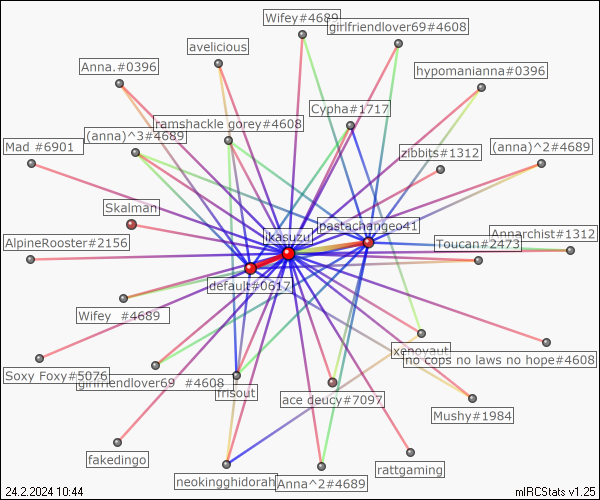 Wifey#4689
girlfriendlover69#4608
avelicious
Anna.#0396
hypomanianna#0396
Cypha#1717
ramshackle gorey#4608
(anna)^3#4689
Mad #6901
zibbits#1312
(anna)^2#4689
Skalman
pastachangeo41
ikasuzu
Annarchist#1312
AlpineRooster#2156
Toucan#2473
default#0617
Wifey #4689
xenoyaut
no cops no laws no hope#4608
Soxy Foxy#5076
girlfriendlover69 #4608
frisout
ace deucy#7097
Mushy#1984
fakedingo
rattgaming
neokingghidorah
Anna^2#4689
24.2.2024 10:44
mIRCStats v1.25